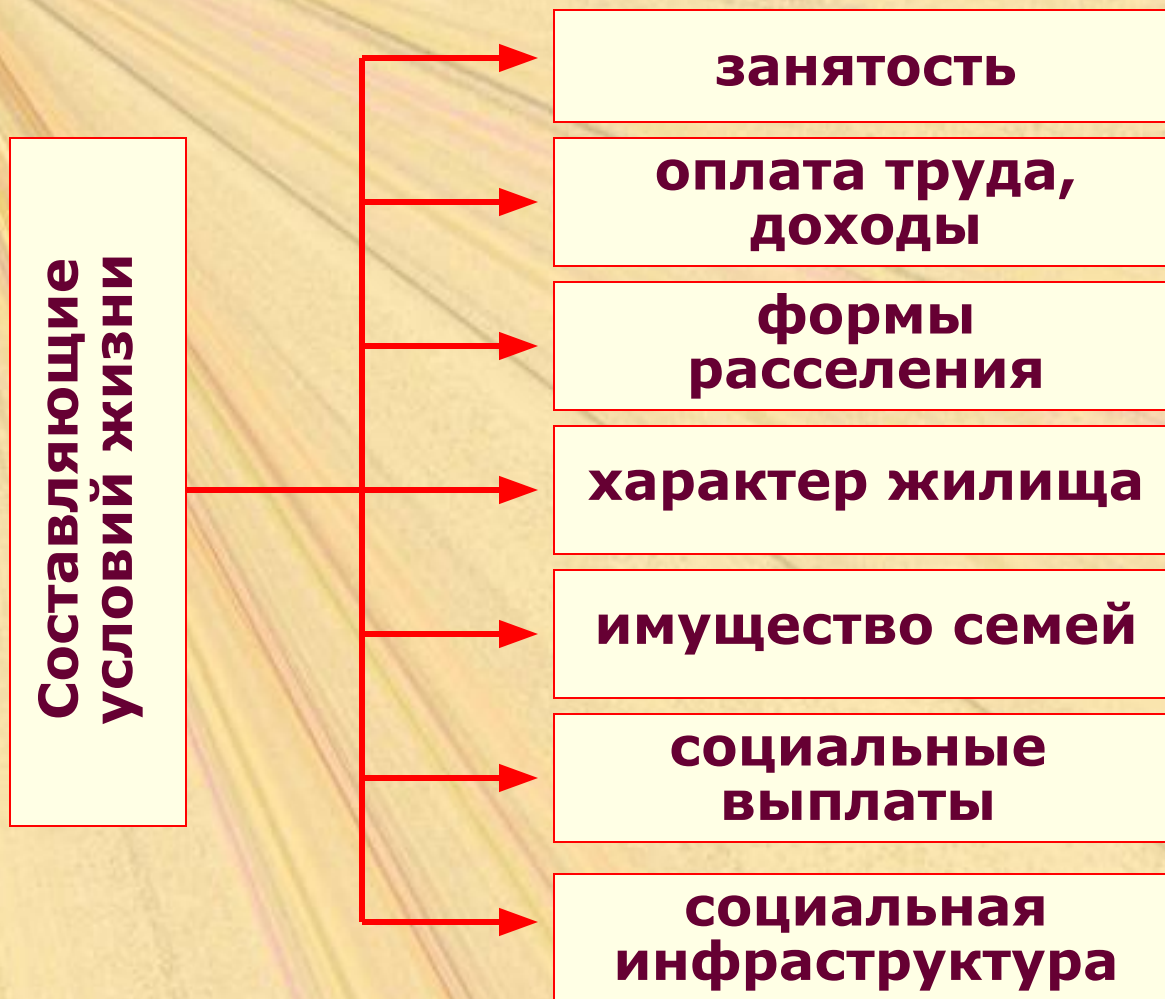 Составляющие
условий жизни
занятость
оплата труда,
доходы
формы
расселения
характер жилища
имущество семей
социальные
выплаты
социальная
инфраструктура